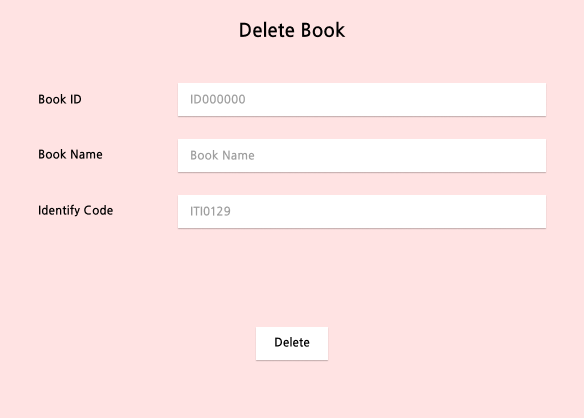 Delete Book
Book ID
ID000000
Book Name
Book Name
Identify Code
ITI0129
Delete